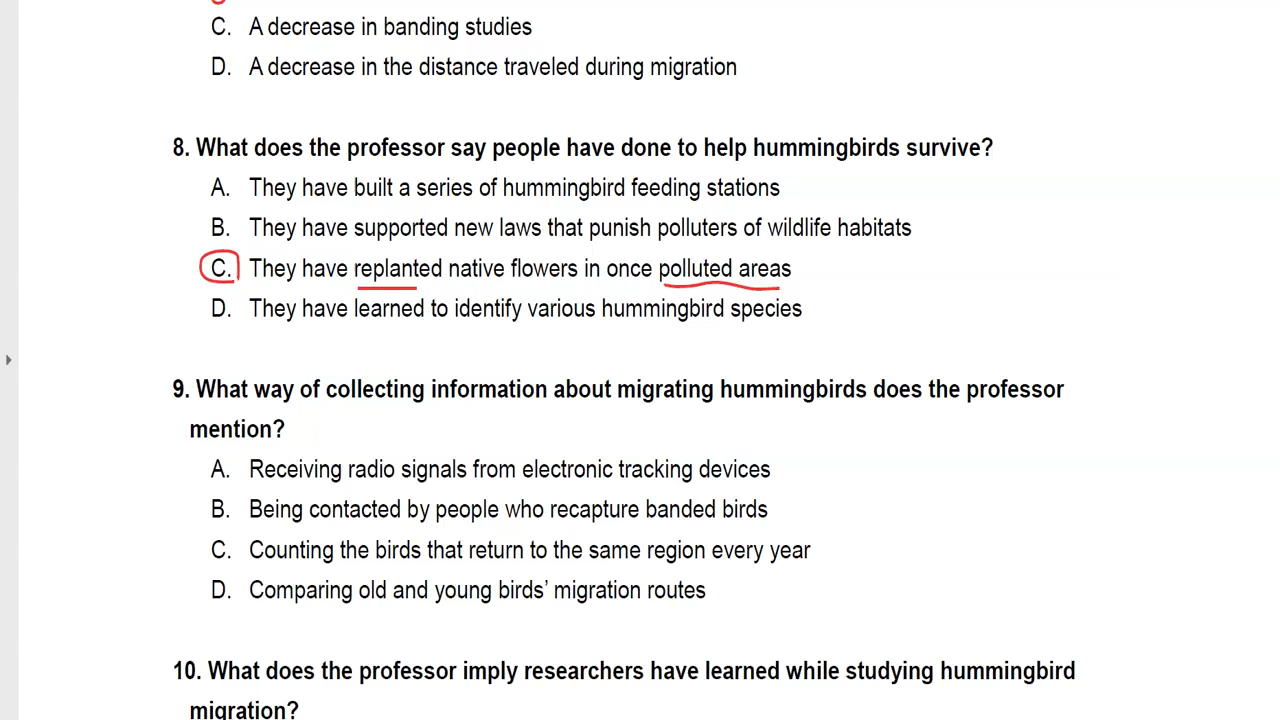 C. A decrease in banding studies
D. A decrease in the distance traveled during migration
8. What does the professor say people have done to help hummingbirds survive?
A. They have built a series of hummingbird feeding stations
B. They have supported new laws that punish polluters of wildlife habitats
C. They have replanted native flowers in once polluted areas
D. They have learned to identify various hummingbird species
9. What way of collecting information about migrating hummingbirds does the professor
mention?
A. Receiving radio signals from electronic tracking devices
B. Being contacted by people who recapture banded birds
C. Counting the birds that return to the same region every year
D. Comparing old and young birds’ migration routes
10. What does the professor imply researchers have learned while studying hummingbird
migration?